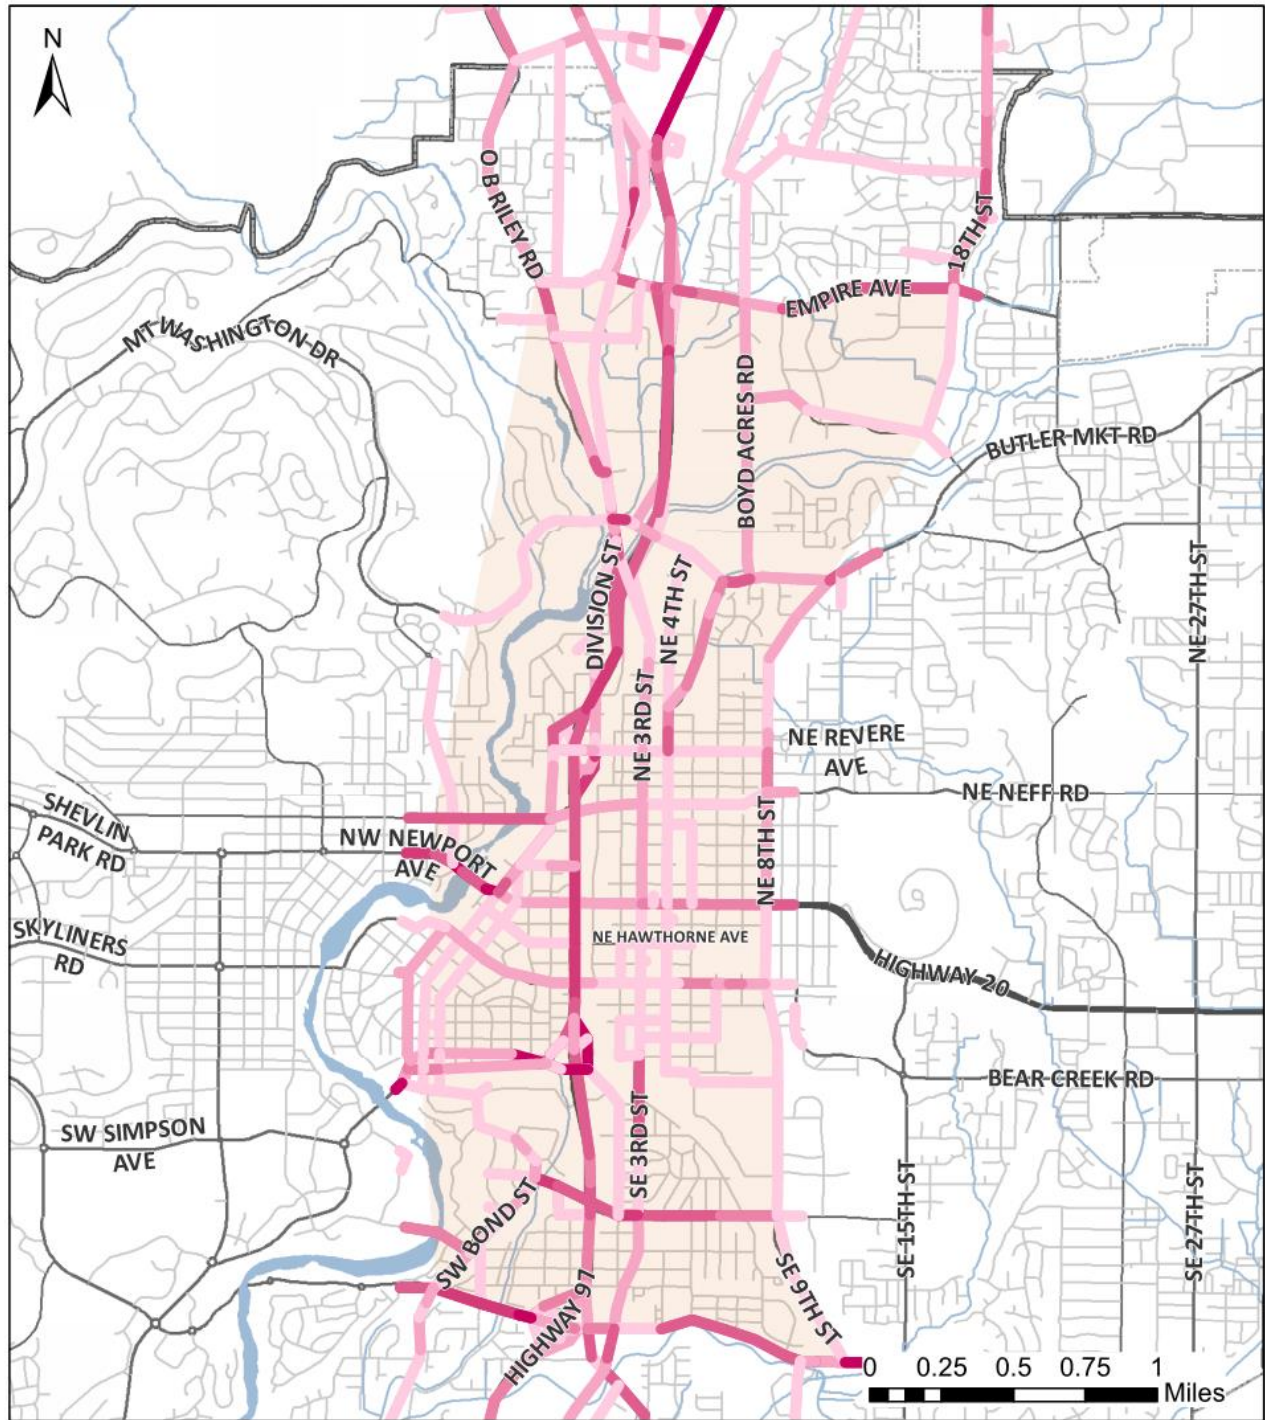 N
O B RILEY RD
18TH ST
EMPIRE AVE
MT WASHINGTON DR
BOYD ACRES RD
BUTLER MKT RD
DIVISION ST
NE 4TH ST
NE 27TH ST
NE 3RD ST
NE REVERE
AVE
NE NEFF RD
SHEVLIN
PARK RD
NW NEWPORT
AVE
NE 8TH ST
SKYLINERS
RD
NE HAWTHORNE AVE
HIGHWAY 20
BEAR CREEK RD
SW SIMPSON
AVE
SE 3RD ST
SE 15TH ST
SE 27TH ST
SW BOND ST
SE 9TH ST
HIGHWAY 97
0 0.25 0.5 0.75 1
Miles